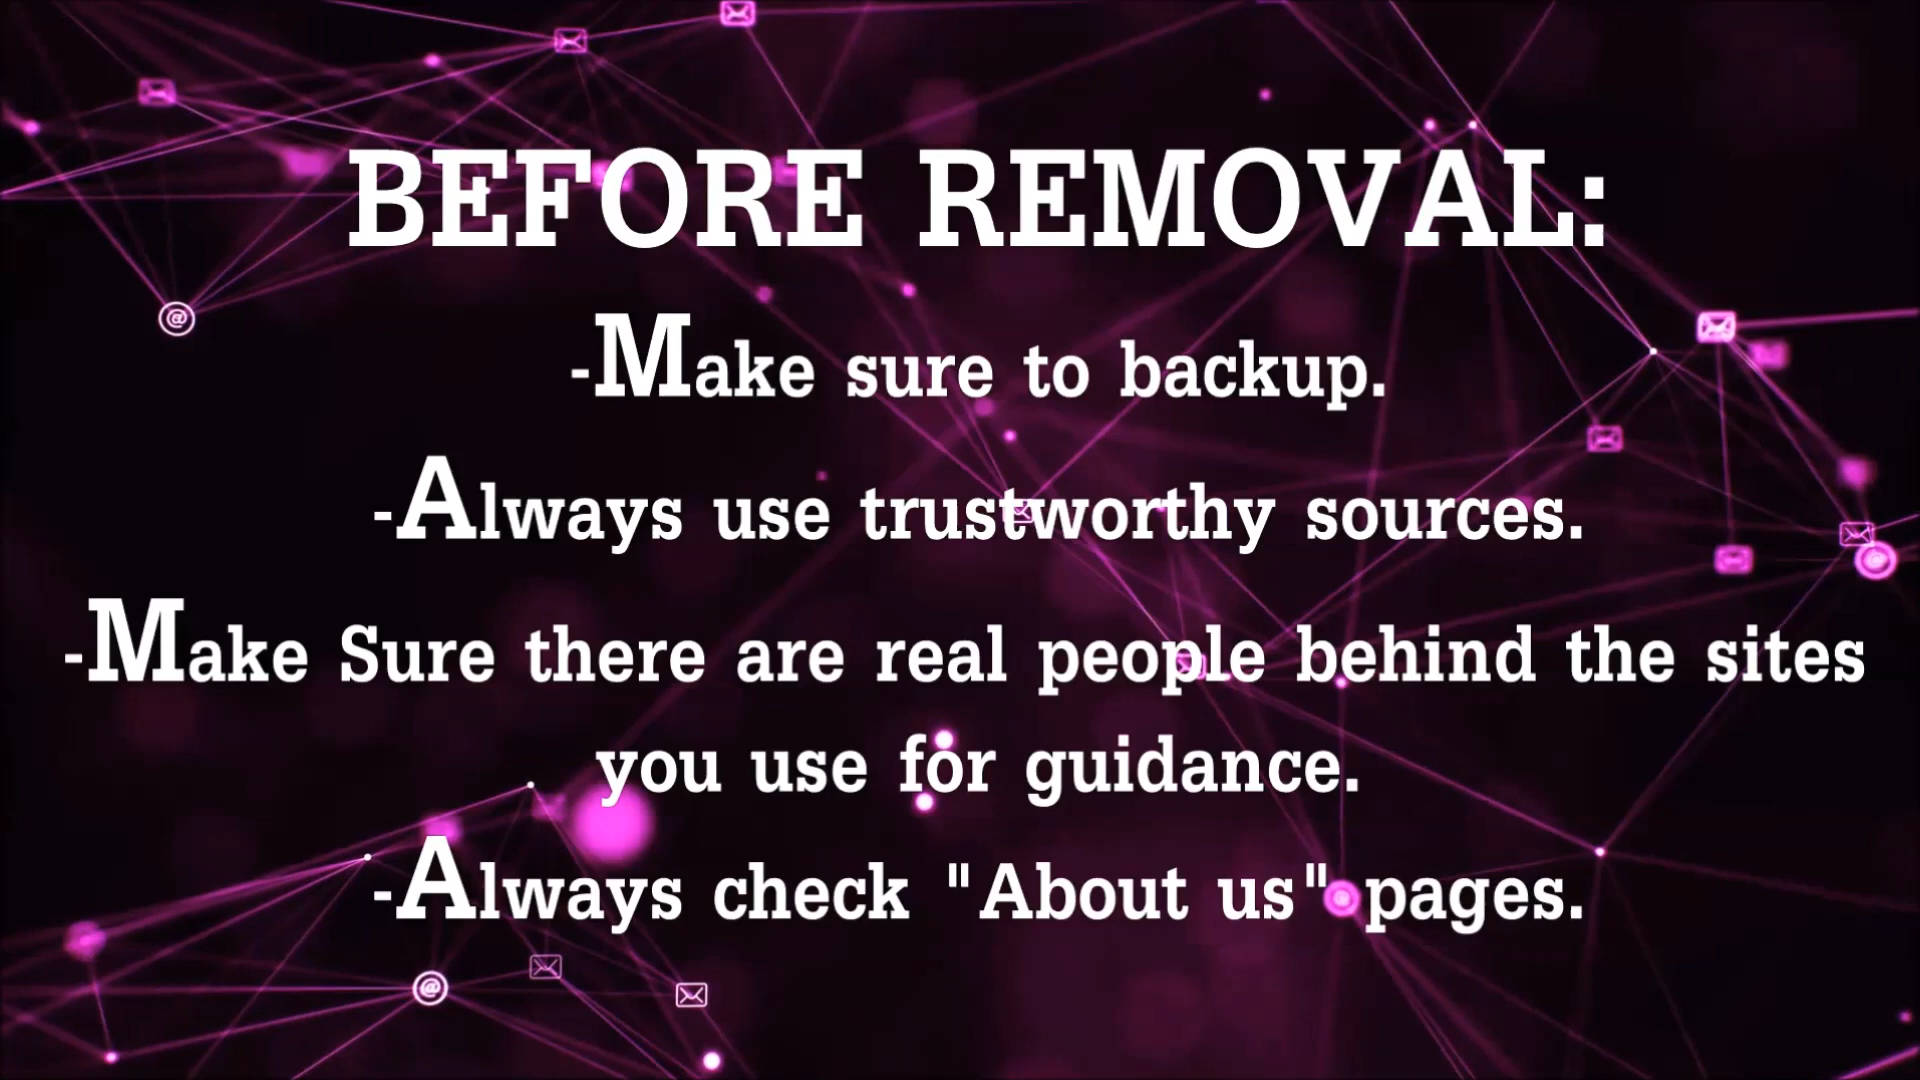 BEFORE REMOVAL:
-Make sure to backup.
-Always use trustworthy sources.
-Make Sure there are real people behind the sites
you use for guidance.
-Always check "About us" pages.